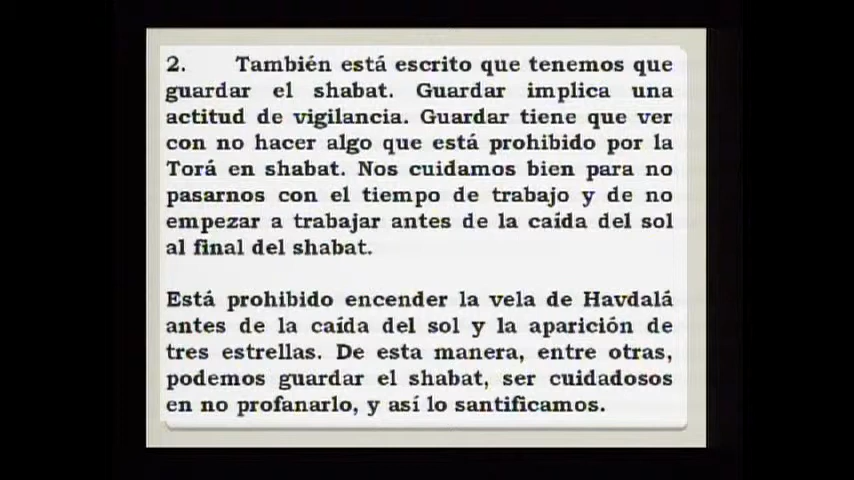 2. También está escrito que tenemos que
guardar el shabat. Guardar implica una
actitud de vigilancia. Guardar tiene que ver
con no hacer algo que está prohibido por la
Torá en shabat. Nos cuidamos bien para no
pasarnos con el tiempo de trabajo y de no
empezar a trabajar antes de la caída del sol
al final del shabat.
Está prohibido encender la vela de Havdalá
antes de la caída del sol y la aparición de
tres estrellas. De esta manera, entre otras,
podemos guardar el shabat, ser cuidadosos
en no profanarlo, y así lo santificamos.